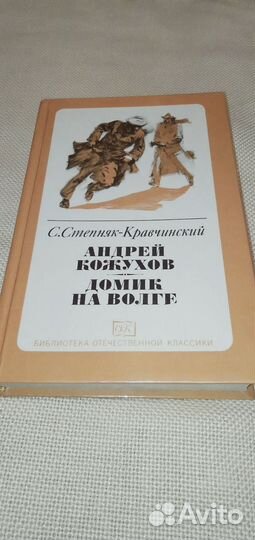 С. Степняк-Кравчинский
АНДРЕЙ
КОЖУХОВ
ДОМИК
НА ВОЛГЕ
БИБЛИОТЕКА ОТЕЧЕСТВЕННОЙ КЛАССИКИ
Avito